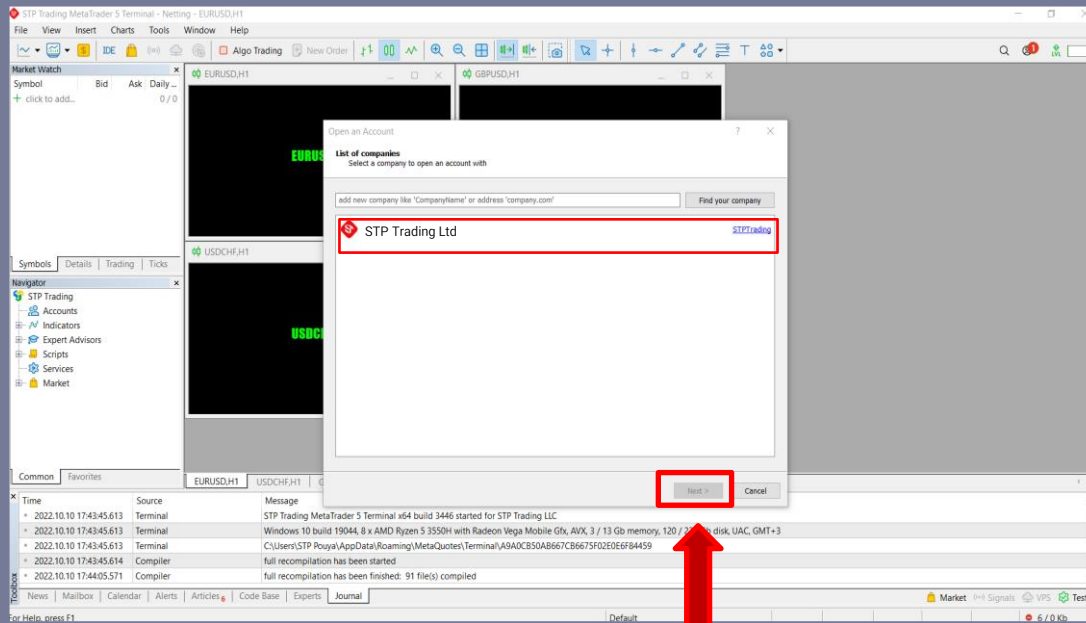 STP Trading MetaTrader 5 Terminal - Netting - EURUSD,H1
File View Insert Charts Tools Window Help
IDE Algo Trading New Order T 1 LVL
Market Watch
Symbol Bid Ask Daily ...
+ click to add... 0 / 0
EURUSD,H1
GBPUSD,H1
EURUS
Open an Account ?
List of companies
Select a company to open an account with
add new company like 'CompanyName' or address 'company.com'
Find your company
STP Trading Ltd
STPTrading
Symbols Details Trading Ticks
USDCHF,H1
USDC
Navigator
STP Trading
Accounts
Indicators
Expert Advisors
Scripts
Services
Market
Common Favorites
EURUSD,H1 USDCHF,H1
Next > Cancel
Time Source Message
2022.10.10 17:43:45.613 Terminal STP Trading MetaTrader 5 Terminal x64 build 3446 started for STP Trading LLC
2022.10.10 17:43:45.613 Terminal Windows 10 build 19044, 8 x AMD Ryzen 5 3550H with Radeon Vega Mobile Gfx, AVX, 3 / 13 Gb memory, 120 / disk, UAC, GMT+3
2022.10.10 17:43:45.613 Terminal C:\Users\STP Pouya\AppData\Roaming\MetaQuotes\Terminal\A9A0CB50AB667CB6675F02E0E6F84459
2022.10.10 17:43:45.614 Compiler full recompilation has been started
2022.10.10 17:44:05.571 Compiler full recompilation has been finished: 91 file(s) compiled
Toolbox
News Mailbox Calendar Alerts Articles 6 Code Base Experts Journal
Market Signals VPS Test
For Help, press F1 Default 6 / 0 Kb